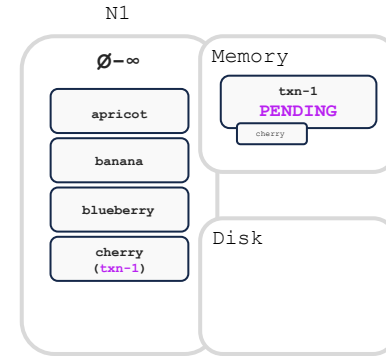 N1
Ø-∞
apricot
banana
blueberry
cherry
(txn-1)
Memory
txn-1
PENDING
cherry
Disk